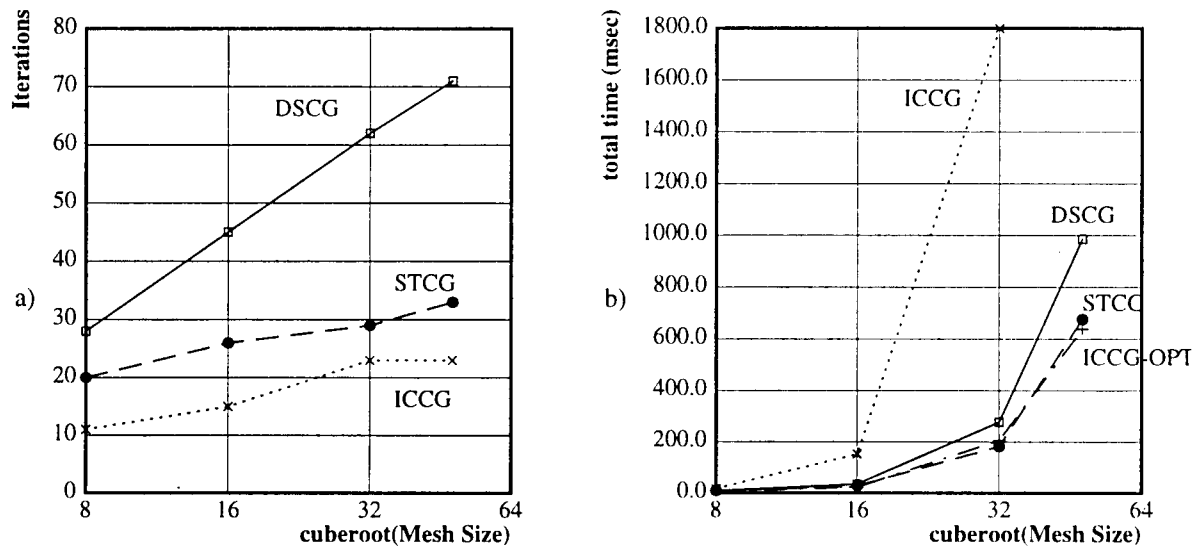 a)
Iterations
80
70
60
50
40
30
20
10
0
DSCG
STCG
ICCG
8
16
32
64
cuberoot(Mesh Size)
b)
total time (msec)
1800.0
1600.0
1400.0
1200.0
1000.0
800.0
600.0
400.0
200.0
0.0
ICCG
DSCG
STCC
ICCG-OPT
8
16
32
64
cuberoot(Mesh Size)